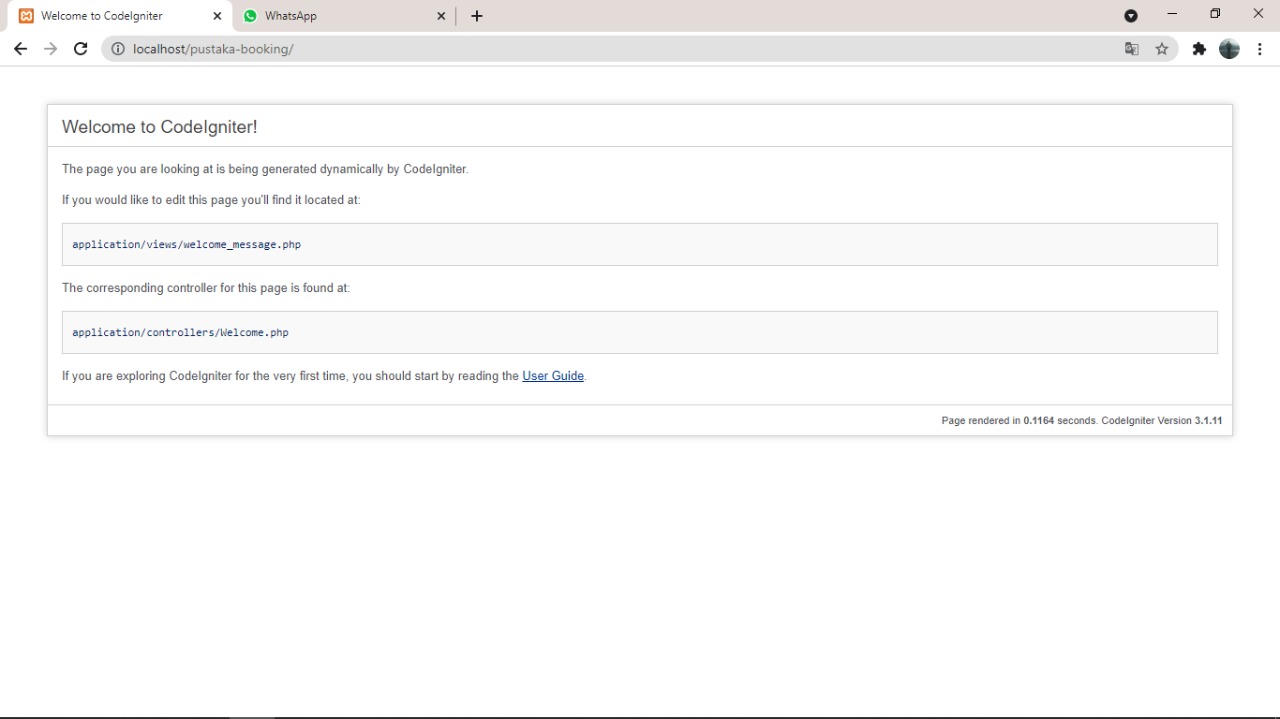 Welcome to CodeIgniter
WhatsApp
localhost/pustaka-booking/
Welcome to CodeIgniter!
The page you are looking at is being generated dynamically by CodeIgniter.
If you would like to edit this page you'll find it located at:
application/views/welcome_message.php
The corresponding controller for this page is found at:
application/controllers/Welcome.php
If you are exploring CodeIgniter for the very first time, you should start by reading the User Guide.
Page rendered in 0.1164 seconds. CodeIgniter Version 3.1.11